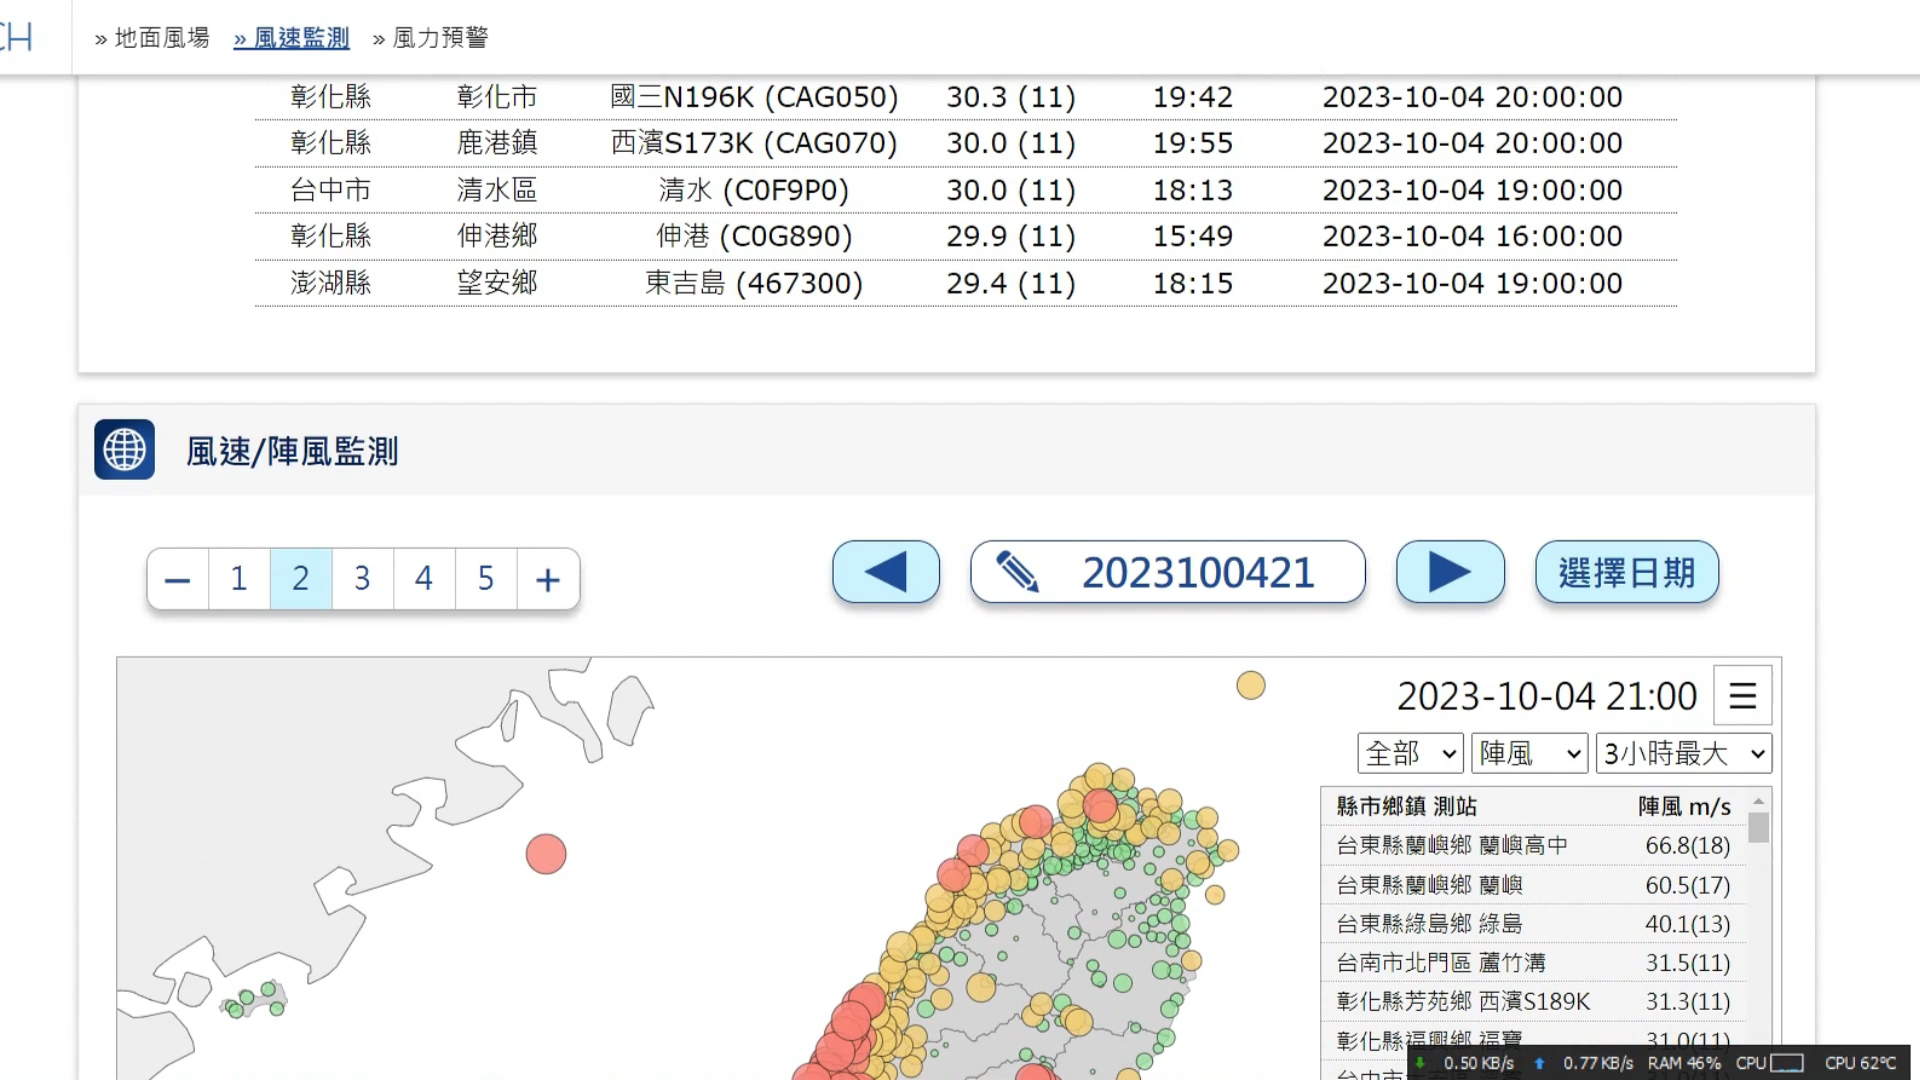 CH » 地面風場 » 風速監測 » 風力預警
彰化縣 彰化市 國三N196K (CAG050) 30.3 (11) 19:42 2023-10-04 20:00:00
彰化縣 鹿港鎮 西濱S173K (CAG070) 30.0 (11) 19:55 2023-10-04 20:00:00
台中市 清水區 清水 (C0F9P0) 30.0 (11) 18:13 2023-10-04 19:00:00
彰化縣 伸港鄉 伸港 (C0G890) 29.9 (11) 15:49 2023-10-04 16:00:00
澎湖縣 望安鄉 東吉島 (467300) 29.4 (11) 18:15 2023-10-04 19:00:00
風速/陣風監測
− 1 2 3 4 5 + 2023100421 選擇日期
2023-10-04 21:00
全部 陣風 3小時最大
縣市鄉鎮 測站 陣風 m/s
台東縣蘭嶼鄉 蘭嶼高中 66.8(18)
台東縣蘭嶼鄉 蘭嶼 60.5(17)
台東縣綠島鄉 綠島 40.1(13)
台南市北門區 蘆竹溝 31.5(11)
彰化縣芳苑鄉 西濱S189K 31.3(11)
彰化縣福興鄉 福寶 31.0(11)
0.50 KB/s 0.77 KB/s RAM 46% CPU CPU 62℃